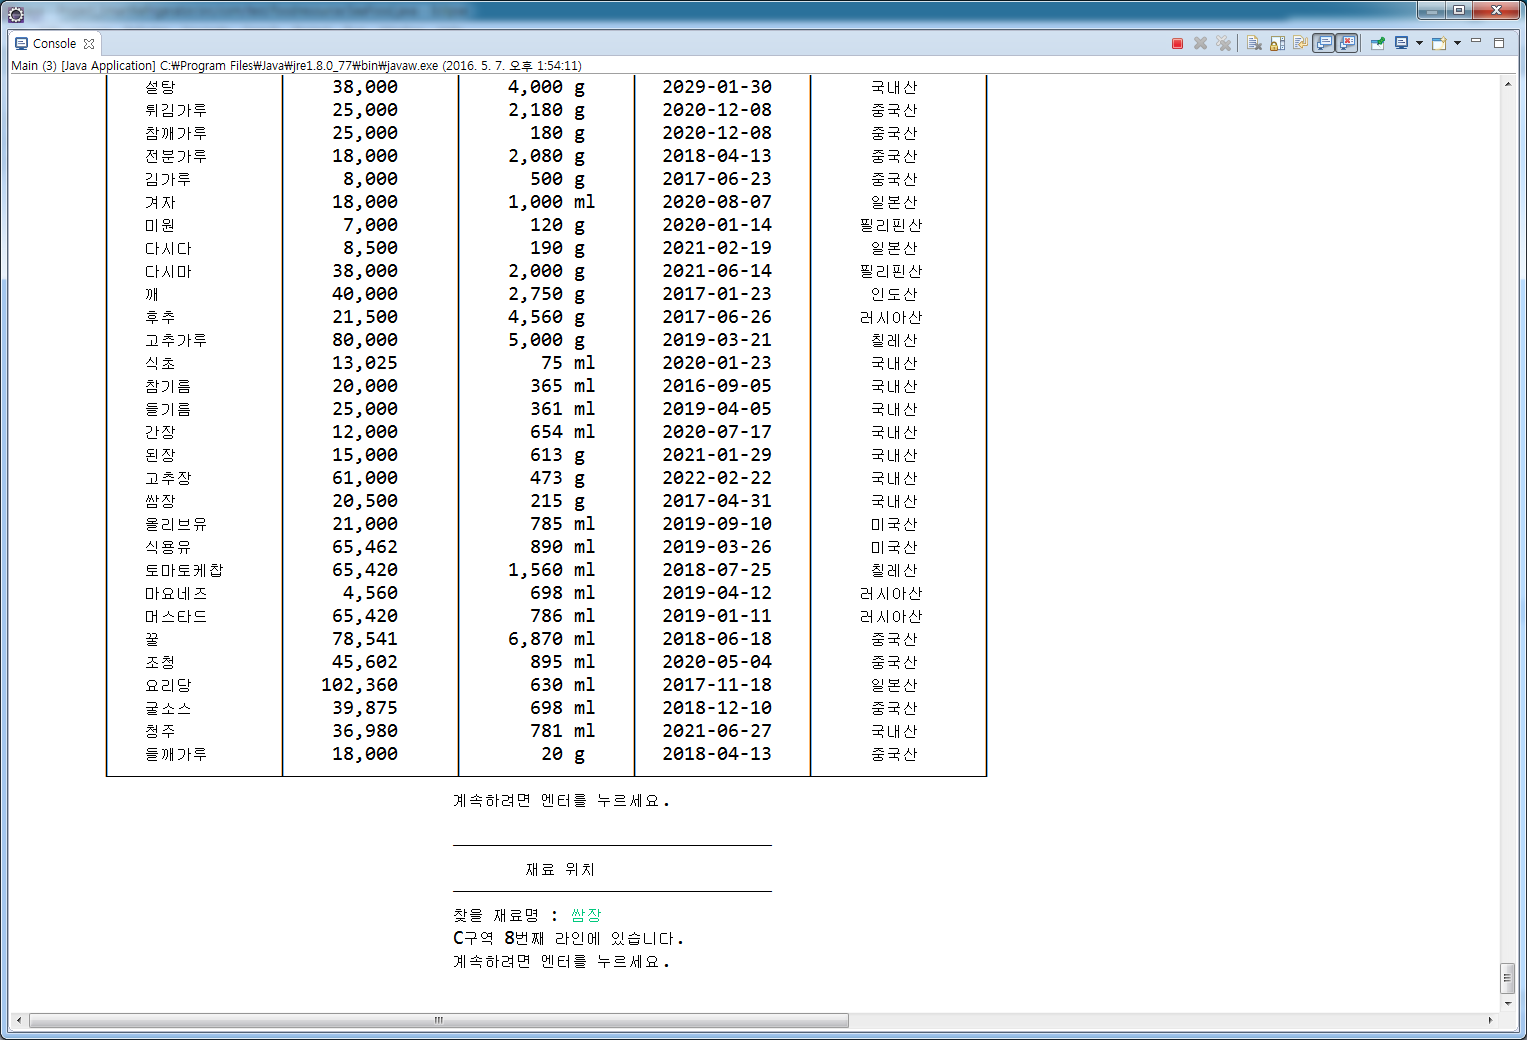 Console
Main (3) [Java Application] C:₩Program Files₩Java₩jre1.8.0_77₩bin₩javaw.exe (2016. 5. 7. 오후 1:54:11)
설탕 38,000 4,000 g 2029-01-30 국내산
튀김가루 25,000 2,180 g 2020-12-08 중국산
참깨가루 25,000 180 g 2020-12-08 중국산
전분가루 18,000 2,080 g 2018-04-13 중국산
김가루 8,000 500 g 2017-06-23 중국산
겨자 18,000 1,000 ml 2020-08-07 일본산
미원 7,000 120 g 2020-01-14 필리핀산
다시다 8,500 190 g 2021-02-19 일본산
다시마 38,000 2,000 g 2021-06-14 필리핀산
깨 40,000 2,750 g 2017-01-23 인도산
후추 21,500 4,560 g 2017-06-26 러시아산
고추가루 80,000 5,000 g 2019-03-21 칠레산
식초 13,025 75 ml 2020-01-23 국내산
참기름 20,000 365 ml 2016-09-05 국내산
들기름 25,000 361 ml 2019-04-05 국내산
간장 12,000 654 ml 2020-07-17 국내산
된장 15,000 613 g 2021-01-29 국내산
고추장 61,000 473 g 2022-02-22 국내산
쌈장 20,500 215 g 2017-04-31 국내산
올리브유 21,000 785 ml 2019-09-10 미국산
식용유 65,462 890 ml 2019-03-26 미국산
토마토케찹 65,420 1,560 ml 2018-07-25 칠레산
마요네즈 4,560 698 ml 2019-04-12 러시아산
머스타드 65,420 786 ml 2019-01-11 러시아산
꿀 78,541 6,870 ml 2018-06-18 중국산
조청 45,602 895 ml 2020-05-04 중국산
요리당 102,360 630 ml 2017-11-18 일본산
굴소스 39,875 698 ml 2018-12-10 중국산
청주 36,980 781 ml 2021-06-27 국내산
들깨가루 18,000 20 g 2018-04-13 중국산
계속하려면 엔터를 누르세요.
재료 위치
찾을 재료명 : 쌈장
C구역 8번째 라인에 있습니다.
계속하려면 엔터를 누르세요.